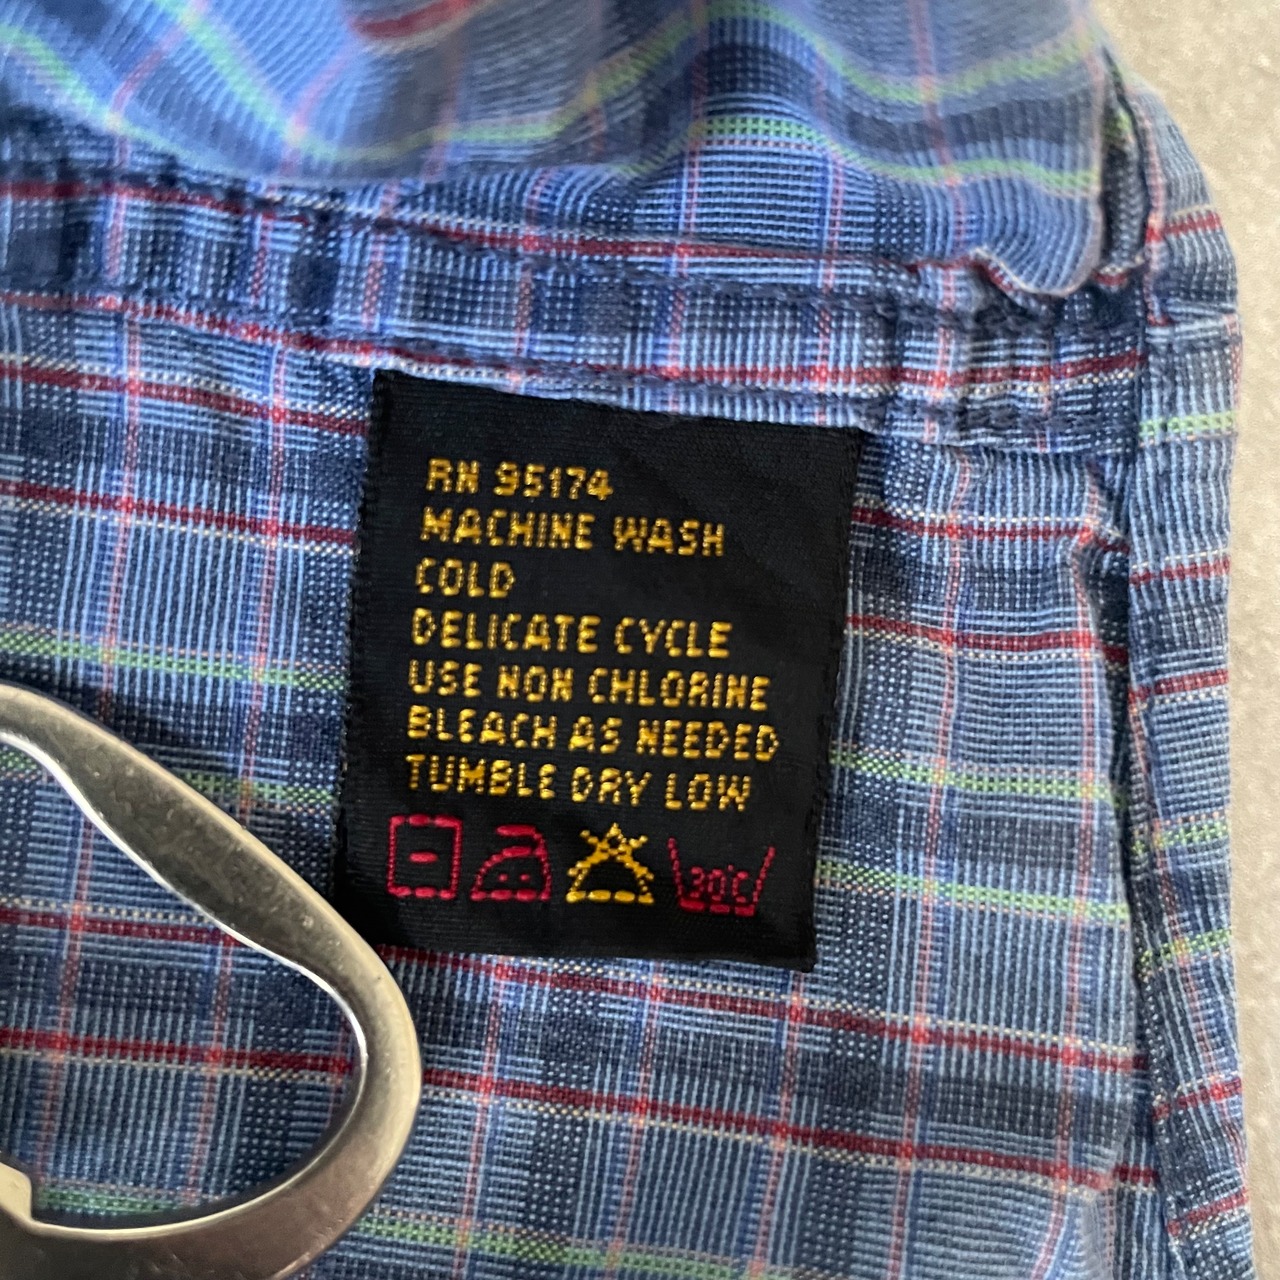 RN 95174
MACHINE WASH
COLD
DELICATE CYCLE
USE NON CHLORINE
BLEACH AS NEEDED
TUMBLE DRY LOW
30°C